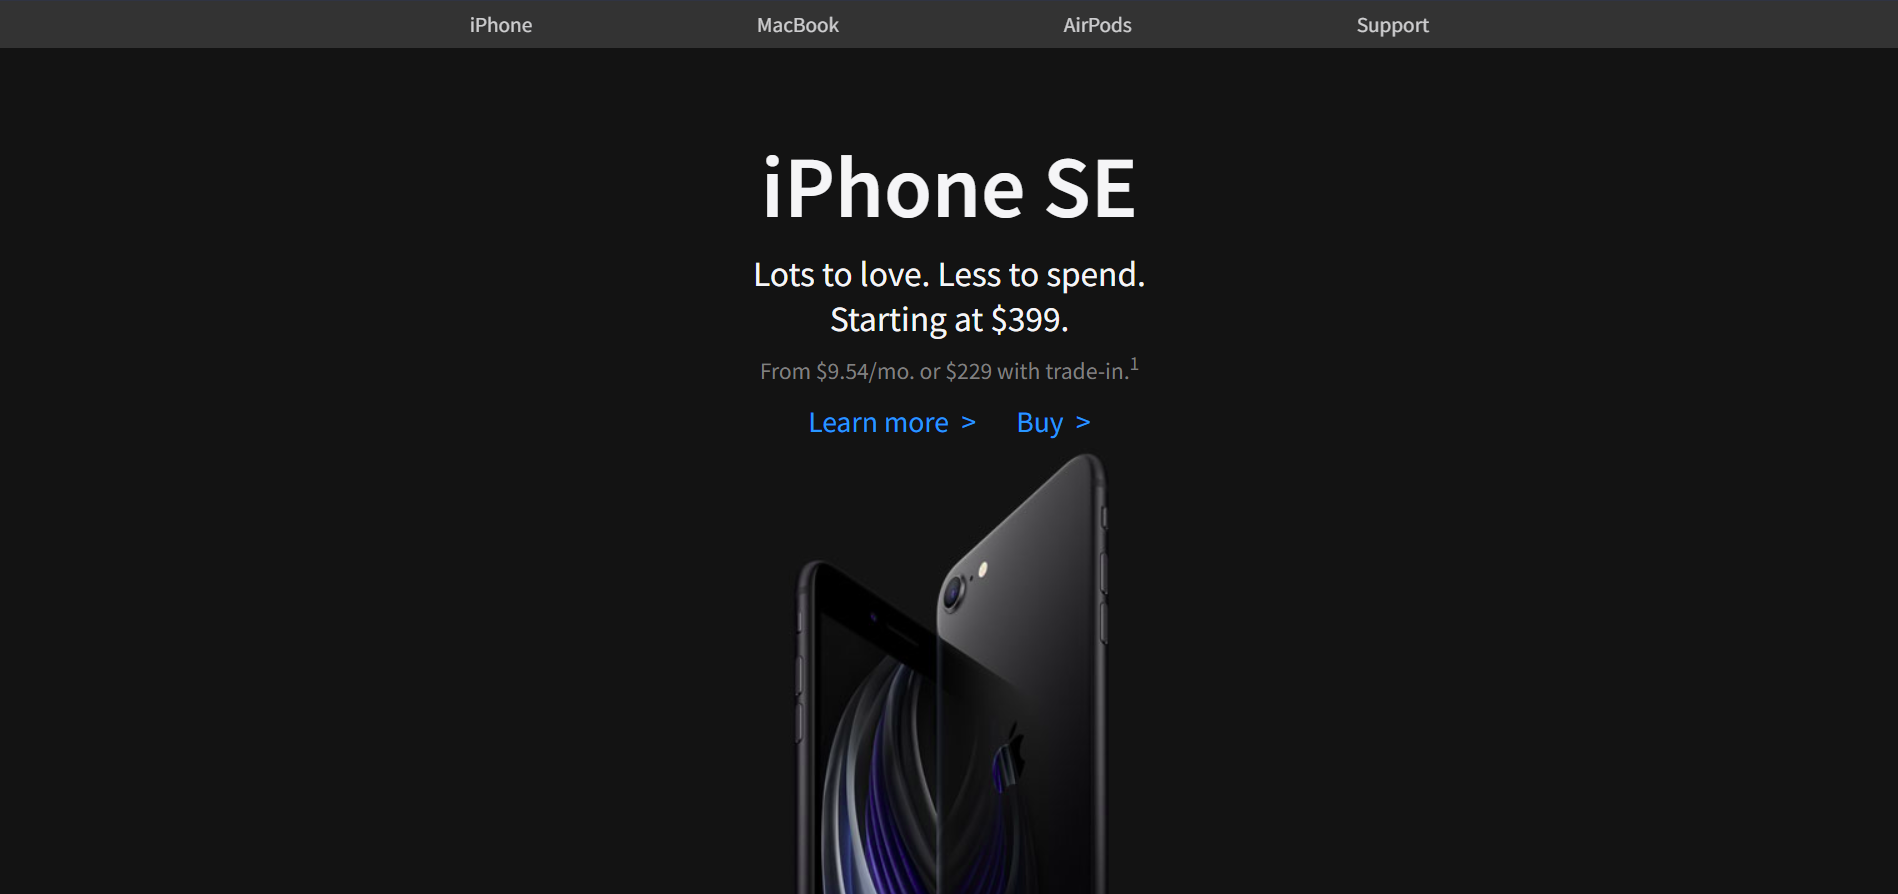 iPhone MacBook AirPods Support
iPhone SE
Lots to love. Less to spend.
Starting at $399.
From $9.54/mo. or $229 with trade-in.1
Learn more > Buy >